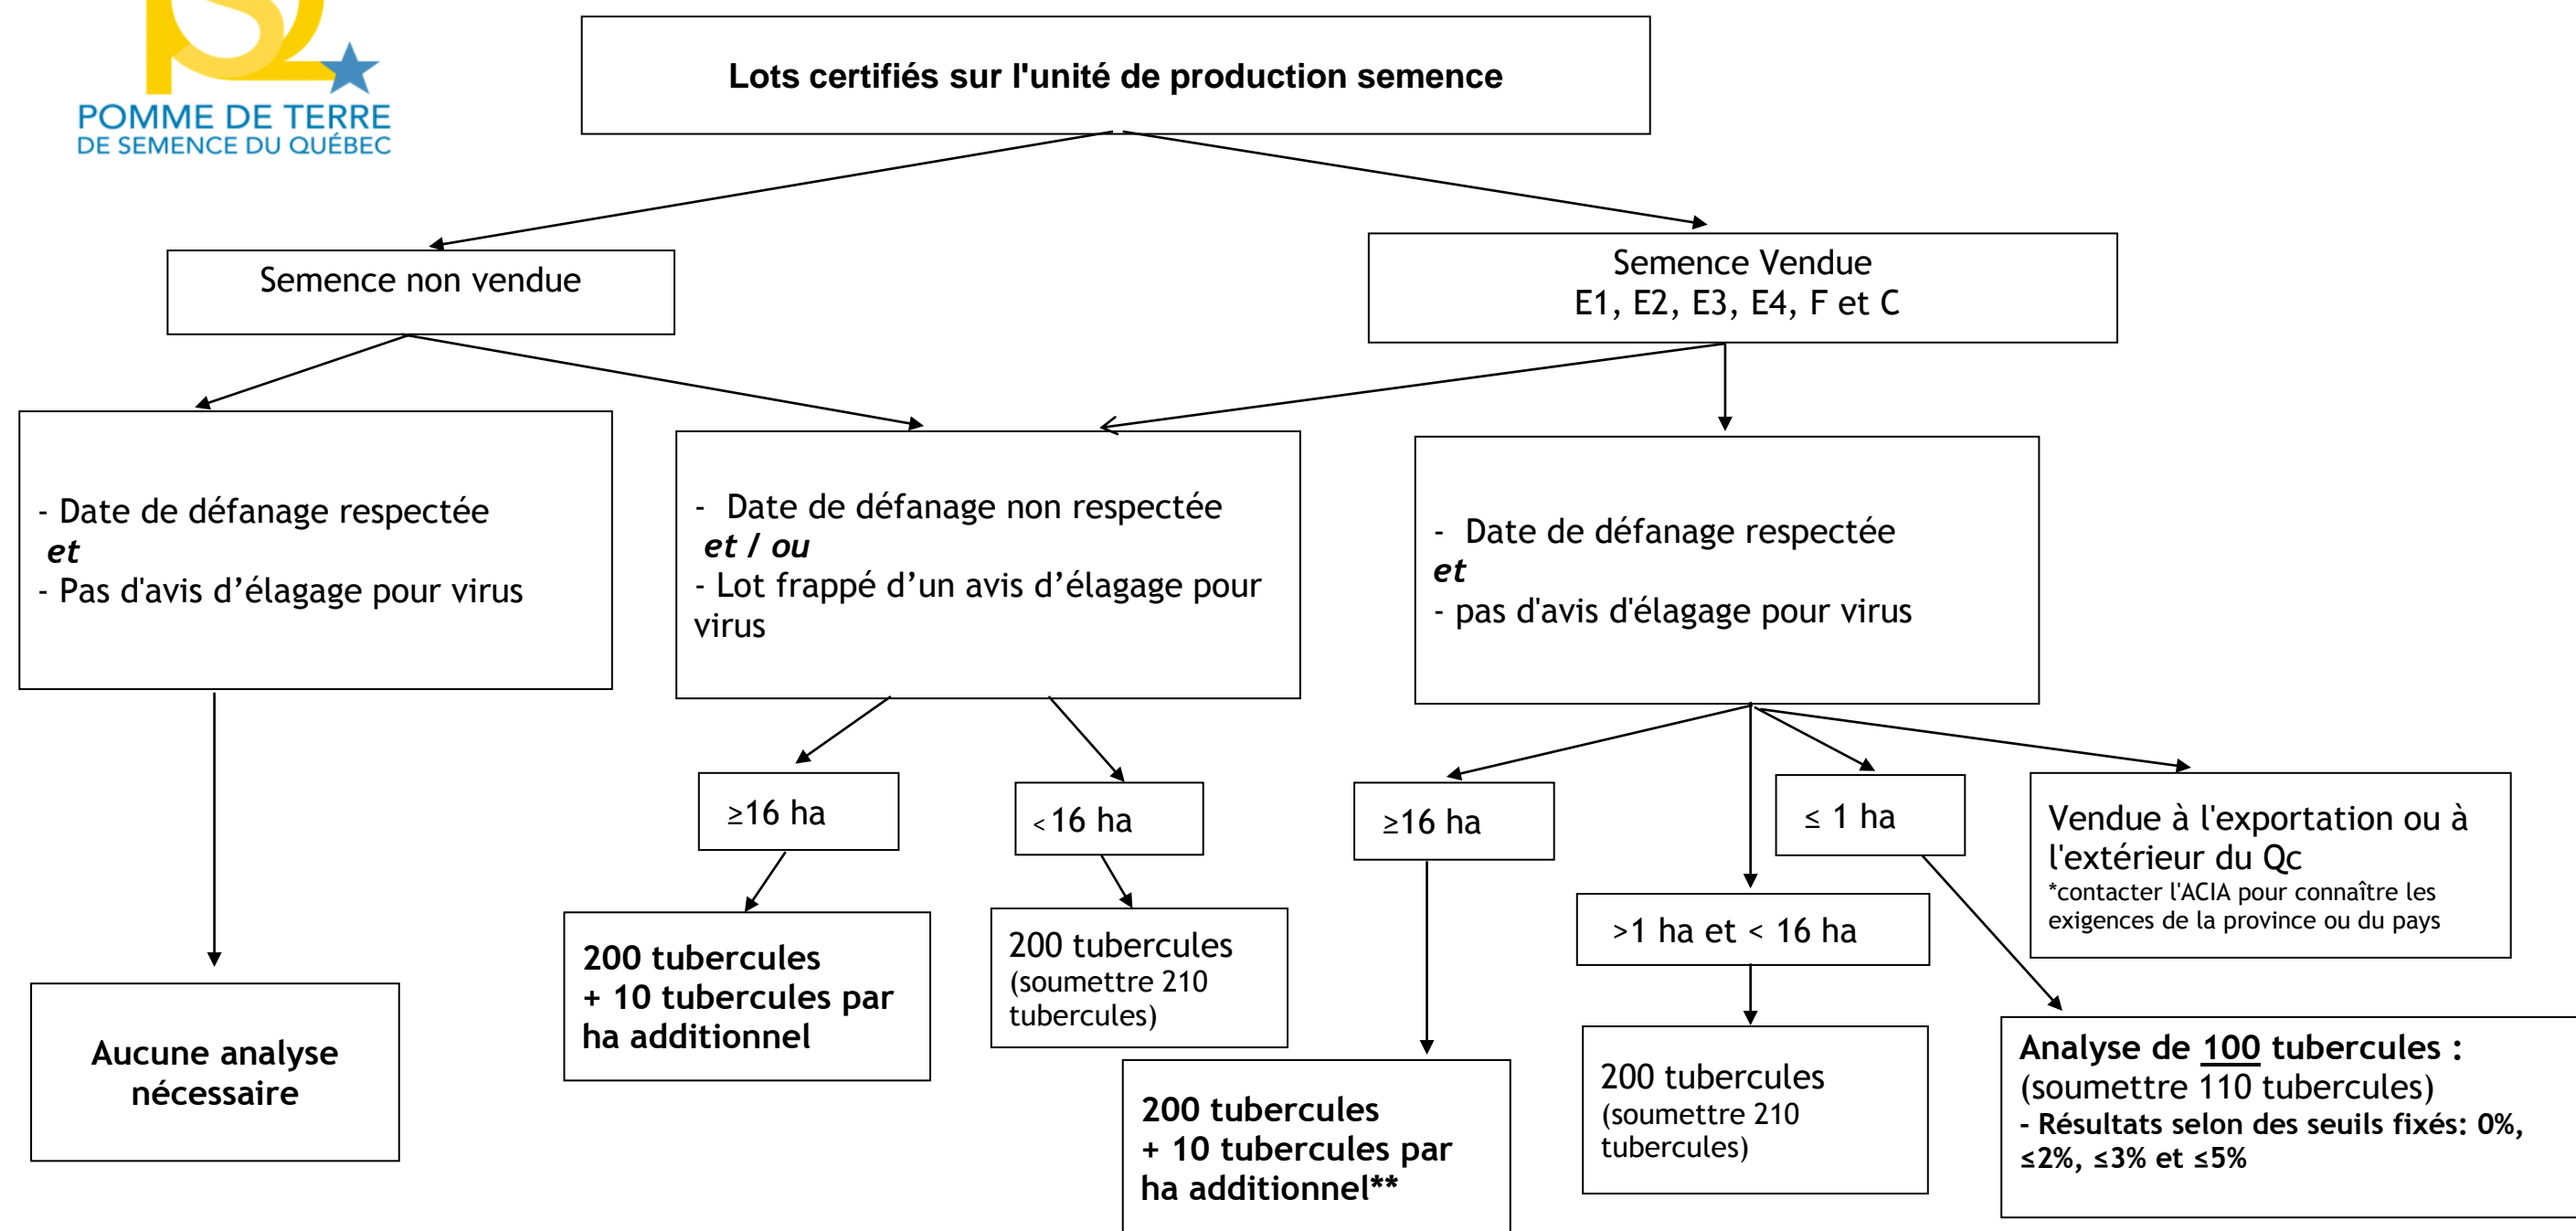 POMME DE TERRE
DE SEMENCE DU QUÉBEC
Lots certifiés sur l'unité de production semence
Semence non vendue
Semence Vendue
E1, E2, E3, E4, F et C
- Date de défanage respectée
et
- Pas d'avis d’élagage pour virus
- Date de défanage non respectée
et / ou
- Lot frappé d’un avis d’élagage pour
virus
- Date de défanage respectée
et
- pas d'avis d'élagage pour virus
≥16 ha
< 16 ha
≥16 ha
≤ 1 ha
Vendue à l'exportation ou à
l'extérieur du Qc
*contacter l'ACIA pour connaître les
exigences de la province ou du pays
>1 ha et < 16 ha
Aucune analyse
nécessaire
200 tubercules
+ 10 tubercules par
ha additionnel
200 tubercules
(soumettre 210
tubercules)
200 tubercules
+ 10 tubercules par
ha additionnel**
200 tubercules
(soumettre 210
tubercules)
Analyse de 100 tubercules :
(soumettre 110 tubercules)
- Résultats selon des seuils fixés: 0%,
≤2%, ≤3% et ≤5%